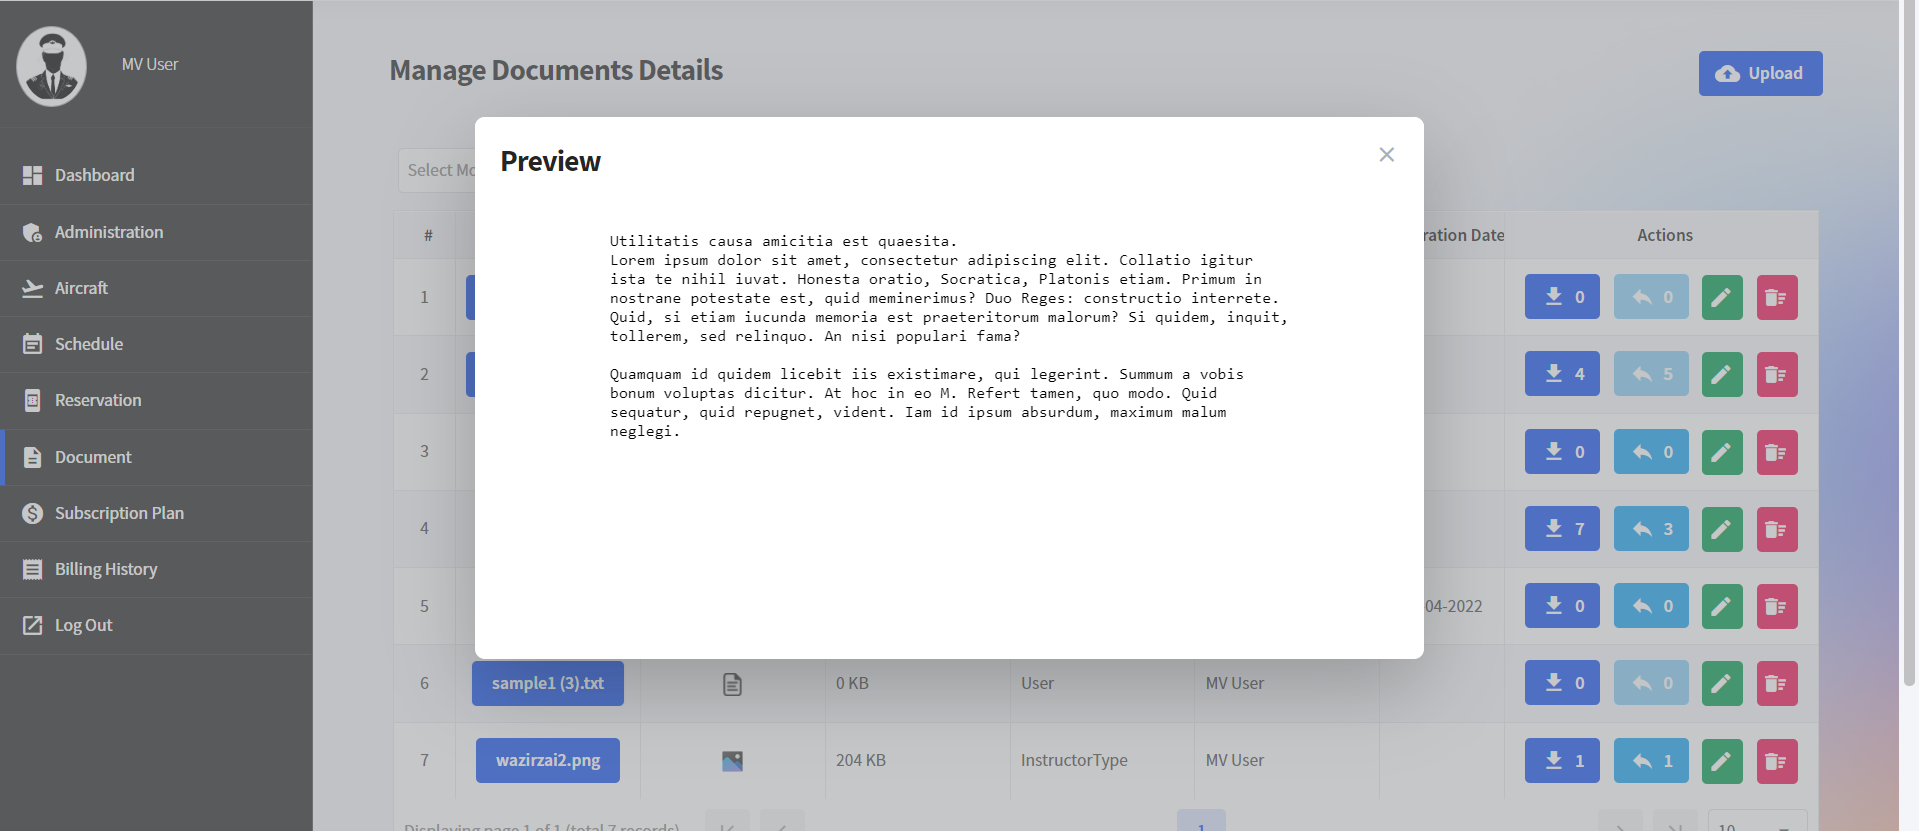 MV User
Dashboard
Administration
Aircraft
Schedule
Reservation
Document
Subscription Plan
Billing History
Log Out
Manage Documents Details
Upload
Select
Preview
Utilitatis causa amicitia est quaesita.
Lorem ipsum dolor sit amet, consectetur adipiscing elit. Collatio igitur
ista te nihil iuvat. Honesta oratio, Socratica, Platonis etiam. Primum in
nostrane potestate est, quid meminerimus? Duo Reges: constructio interrete.
Quid, si etiam iucunda memoria est praeteritorum malorum? Si quidem, inquit,
tollerem, sed relinquo. An nisi populari fama?
Quamquam id quidem licebit iis existimare, qui legerint. Summum a vobis
bonum voluptas dicitur. At hoc in eo M. Refert tamen, quo modo. Quid
sequatur, quid repugnet, vident. Iam id ipsum absurdum, maximum malum
neglegi.
# ration Date Actions
1 0 0
2 4 5
3 0 0
4 7 3
5 04-2022 0 0
6 sample1 (3).txt 0 KB User MV User 0 0
7 wazirzai2.png 204 KB InstructorType MV User 1 1
Displaying page 1 of 1 (total 7 records) 1 10